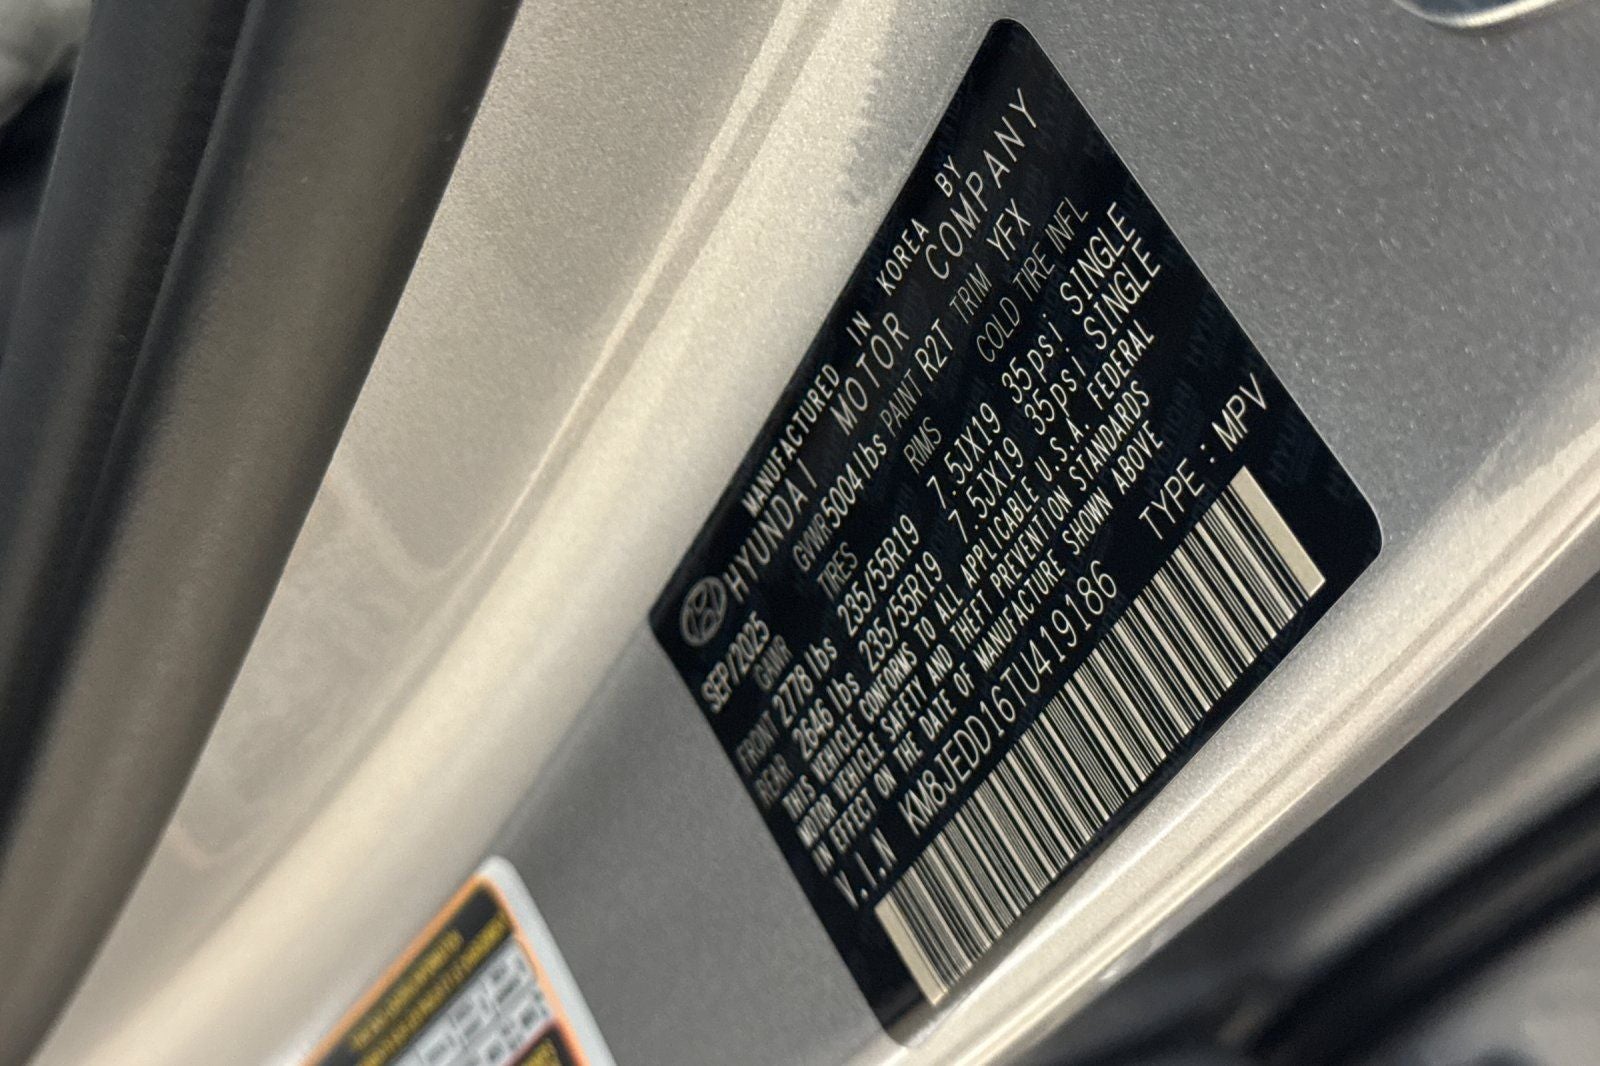 MANUFACTURED IN KOREA BY
HYUNDAI MOTOR COMPANY
SEP/2025 GVWR 5004lbs PAINT R2T TRIM YFX
GAWR TIRES RIMS COLD TIRE INFL
FRONT 2778 lbs 235/55R19 7.5JX19 35psi SINGLE
REAR 2646 lbs 235/55R19 7.5JX19 35psi SINGLE
THIS VEHICLE CONFORMS TO ALL APPLICABLE U.S.A. FEDERAL
MOTOR VEHICLE SAFETY AND THEFT PREVENTION STANDARDS
IN EFFECT ON THE DATE OF MANUFACTURE SHOWN ABOVE
V.I.N KM8JEDD16TU419186 TYPE : MPV